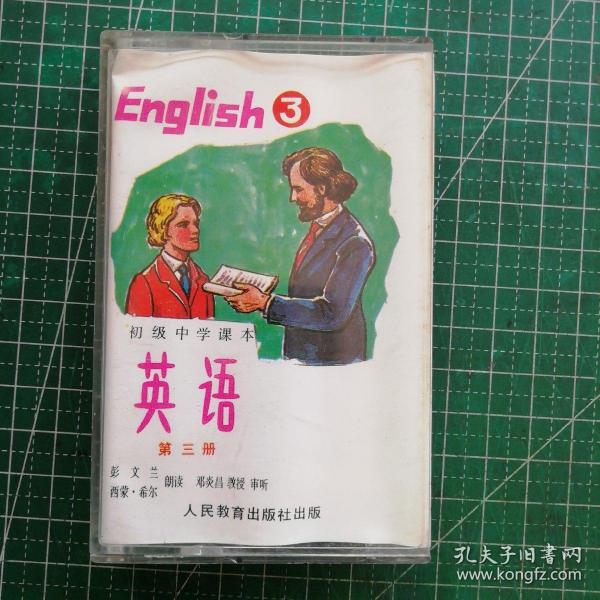 English 3
初级中学课本
英语
第三册
彭文兰
西蒙·希尔 朗读 邓炎昌 教授 审听
人民教育出版社出版
孔夫子旧书网
www.kongfz.com